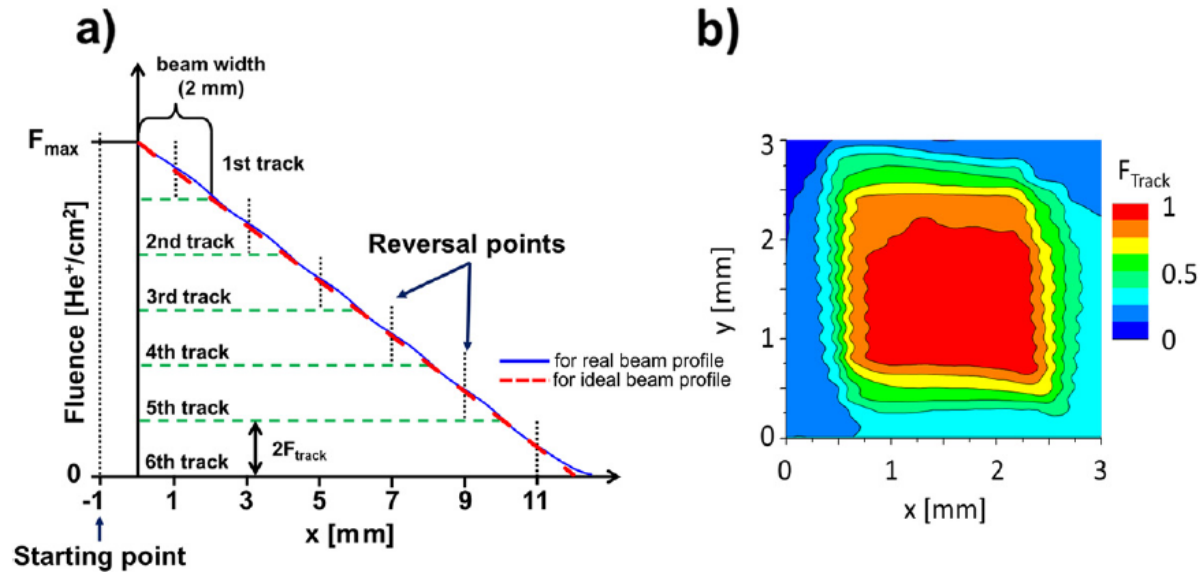 a)
beam width
(2 mm)
Fmax
1st track
2nd track
Reversal points
3rd track
4th track
for real beam profile
for ideal beam profile
5th track
2Ftrack
6th track
0
-1 1 3 5 7 9 11
x [mm]
Fluence [He+/cm2]
Starting point
b)
3
2
1
0
y [mm]
0 1 2 3
x [mm]
FTrack
1
0.5
0